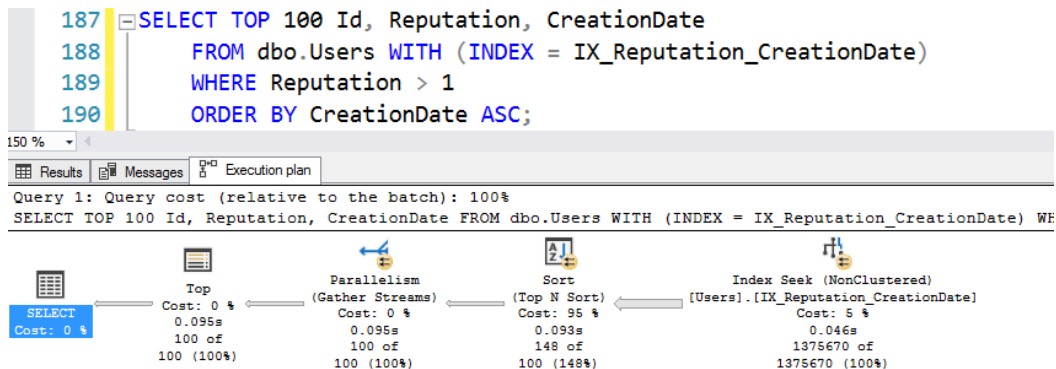 187 SELECT TOP 100 Id, Reputation, CreationDate
188 FROM dbo.Users WITH (INDEX = IX_Reputation_CreationDate)
189 WHERE Reputation > 1
190 ORDER BY CreationDate ASC;
150 %
Results Messages Execution plan
Query 1: Query cost (relative to the batch): 100%
SELECT TOP 100 Id, Reputation, CreationDate FROM dbo.Users WITH (INDEX = IX_Reputation_CreationDate) WH
SELECT
Cost: 0 %
Top
Cost: 0 %
0.095s
100 of
100 (100%)
Parallelism
(Gather Streams)
Cost: 0 %
0.095s
100 of
100 (100%)
Sort
(Top N Sort)
Cost: 95 %
0.093s
148 of
100 (148%)
Index Seek (NonClustered)
[Users].[IX_Reputation_CreationDate]
Cost: 5 %
0.046s
1375670 of
1375670 (100%)